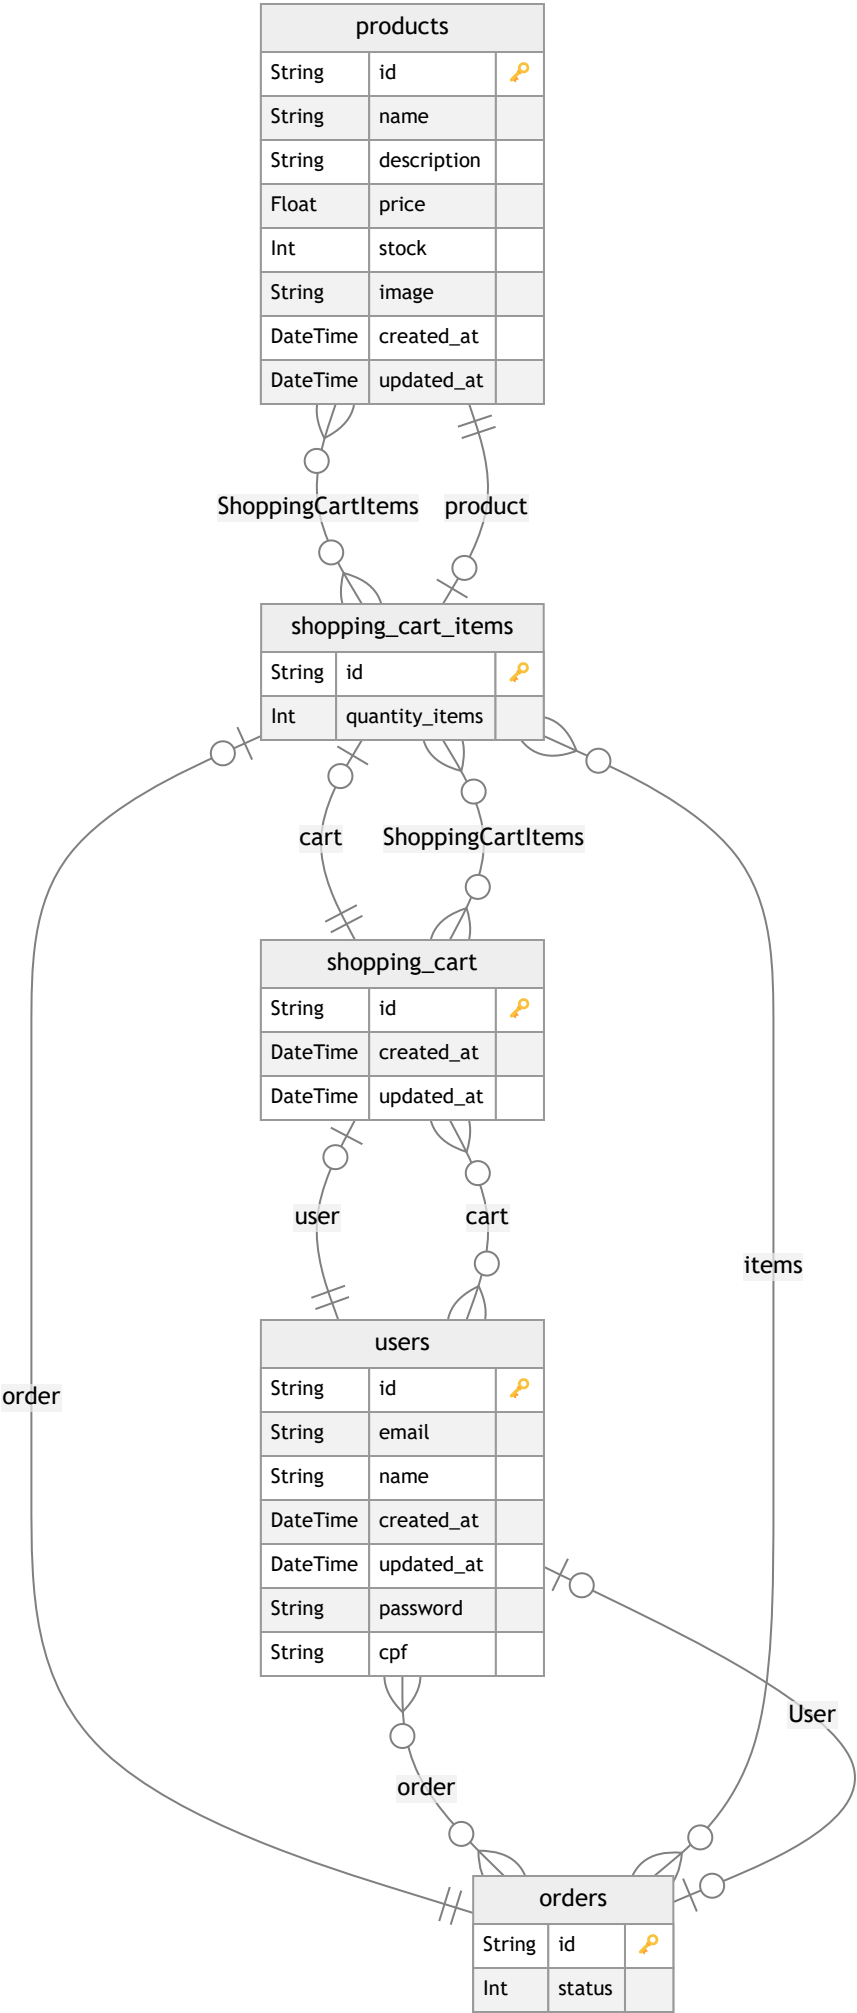 products
String id
String name
String description
Float price
Int stock
String image
DateTime created_at
DateTime updated_at
ShoppingCartItems product
shopping_cart_items
String id
Int quantity_items
cart ShoppingCartItems
shopping_cart
String id
DateTime created_at
DateTime updated_at
user cart
items
users
String id
order
String email
String name
DateTime created_at
DateTime updated_at
String password
String cpf
User
order
orders
String id
Int status